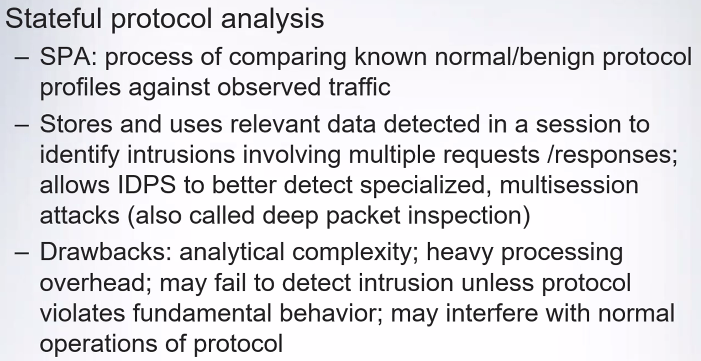 Stateful protocol analysis
– SPA: process of comparing known normal/benign protocol
profiles against observed traffic
– Stores and uses relevant data detected in a session to
identify intrusions involving multiple requests /responses;
allows IDPS to better detect specialized, multisession
attacks (also called deep packet inspection)
– Drawbacks: analytical complexity; heavy processing
overhead; may fail to detect intrusion unless protocol
violates fundamental behavior; may interfere with normal
operations of protocol